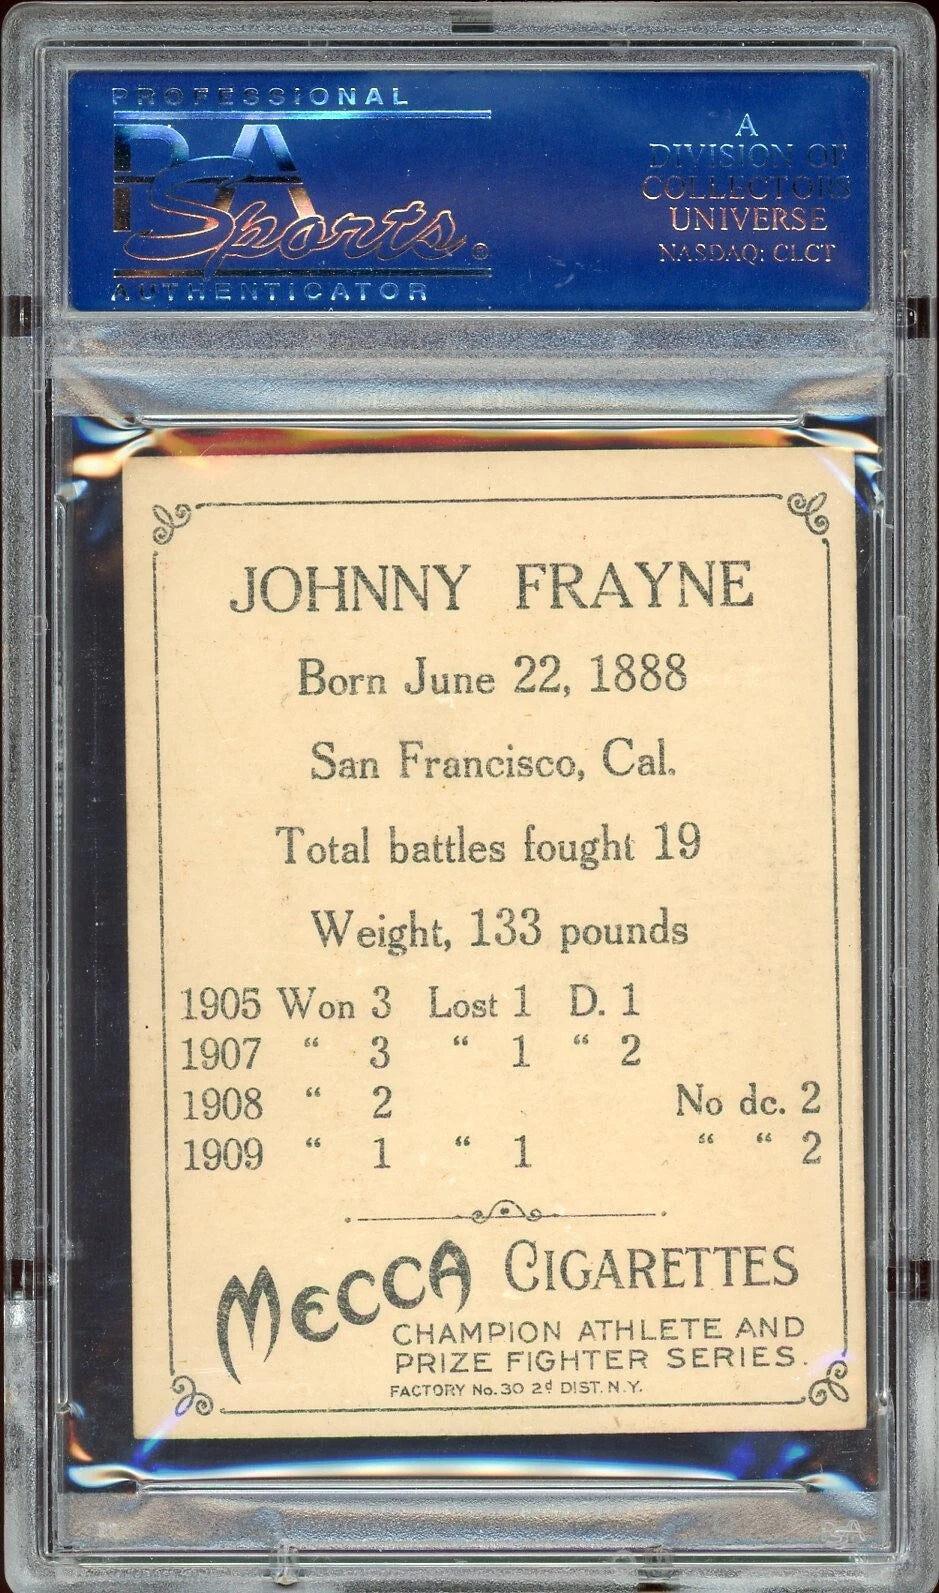 PROFESSIONAL
PSA
Sports®
AUTHENTICATOR
A
DIVISION OF
COLLECTORS
UNIVERSE
NASDAQ: CLCT
JOHNNY FRAYNE
Born June 22, 1888
San Francisco, Cal.
Total battles fought 19
Weight, 133 pounds
1905 Won 3 Lost 1 D. 1
1907 “ 3 “ 1 “ 2
1908 “ 2 No dc. 2
1909 “ 1 “ 1 “ “ 2
MECCA CIGARETTES
CHAMPION ATHLETE AND
PRIZE FIGHTER SERIES.
FACTORY No. 30 2d DIST. N.Y.
PSA